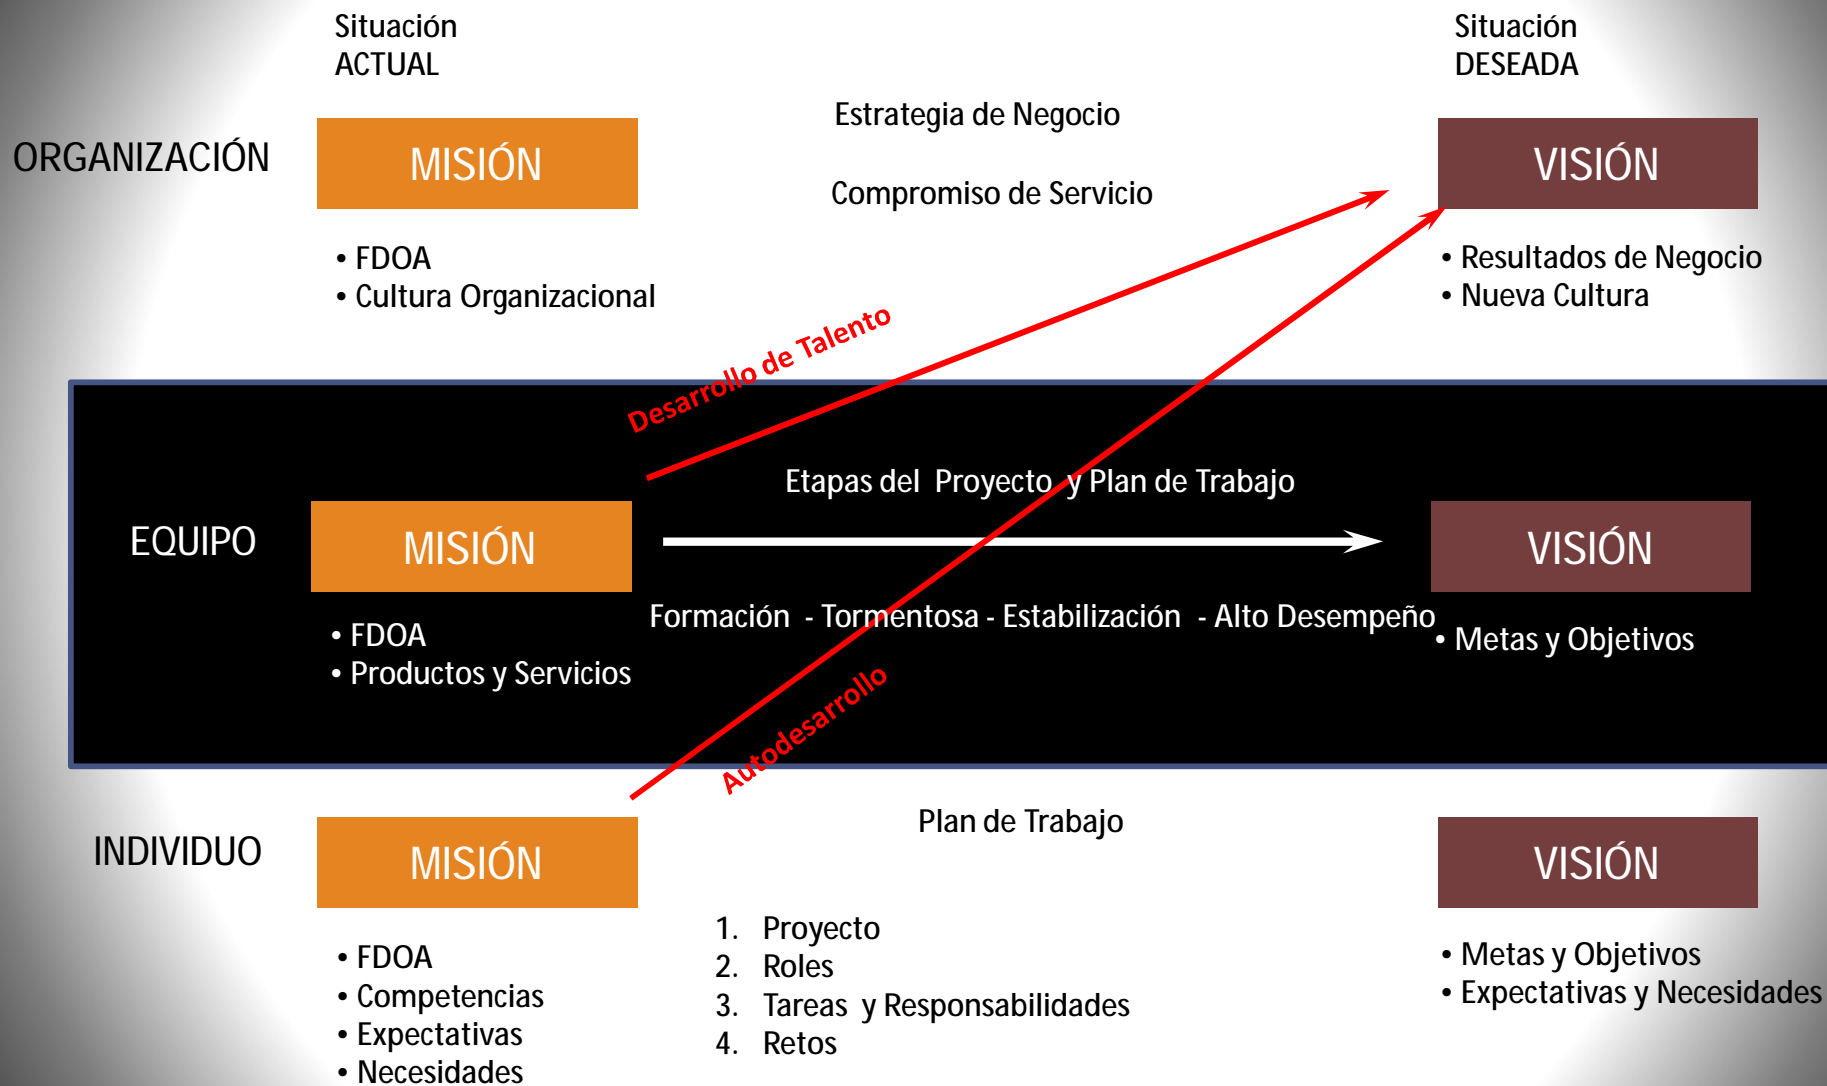 Situación
ACTUAL
Situación
DESEADA
Estrategia de Negocio
ORGANIZACIÓN
MISIÓN
VISIÓN
Compromiso de Servicio
• FDOA
• Cultura Organizacional
• Resultados de Negocio
• Nueva Cultura
Desarrollo de Talento
Etapas del Proyecto y Plan de Trabajo
EQUIPO
MISIÓN
VISIÓN
Formación - Tormentosa - Estabilización - Alto Desempeño
• FDOA
• Productos y Servicios
• Metas y Objetivos
Autodesarrollo
Plan de Trabajo
INDIVIDUO
MISIÓN
VISIÓN
• FDOA
• Competencias
• Expectativas
• Necesidades
1. Proyecto
2. Roles
3. Tareas y Responsabilidades
4. Retos
• Metas y Objetivos
• Expectativas y Necesidades